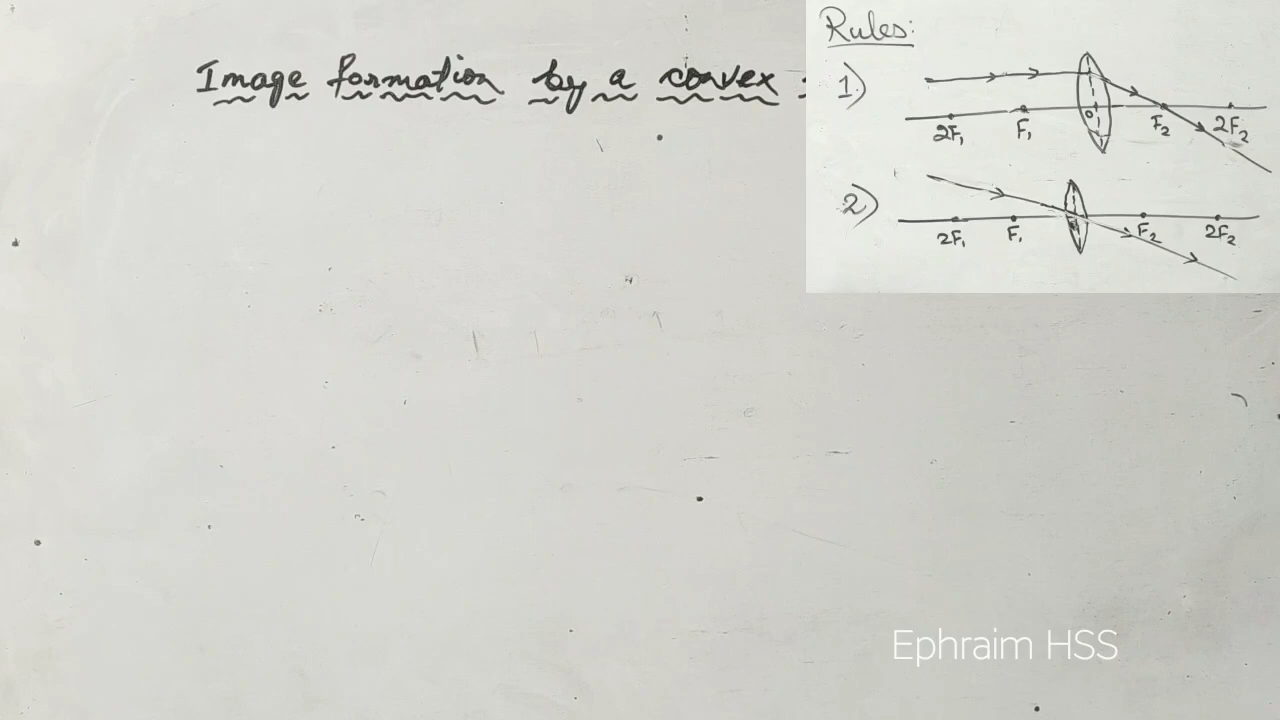 Image formation by a convex
Rules:
1)
2F₁ F₁ O F₂ 2F₂
2)
2F₁ F₁ F₂ 2F₂
Ephraim HSS